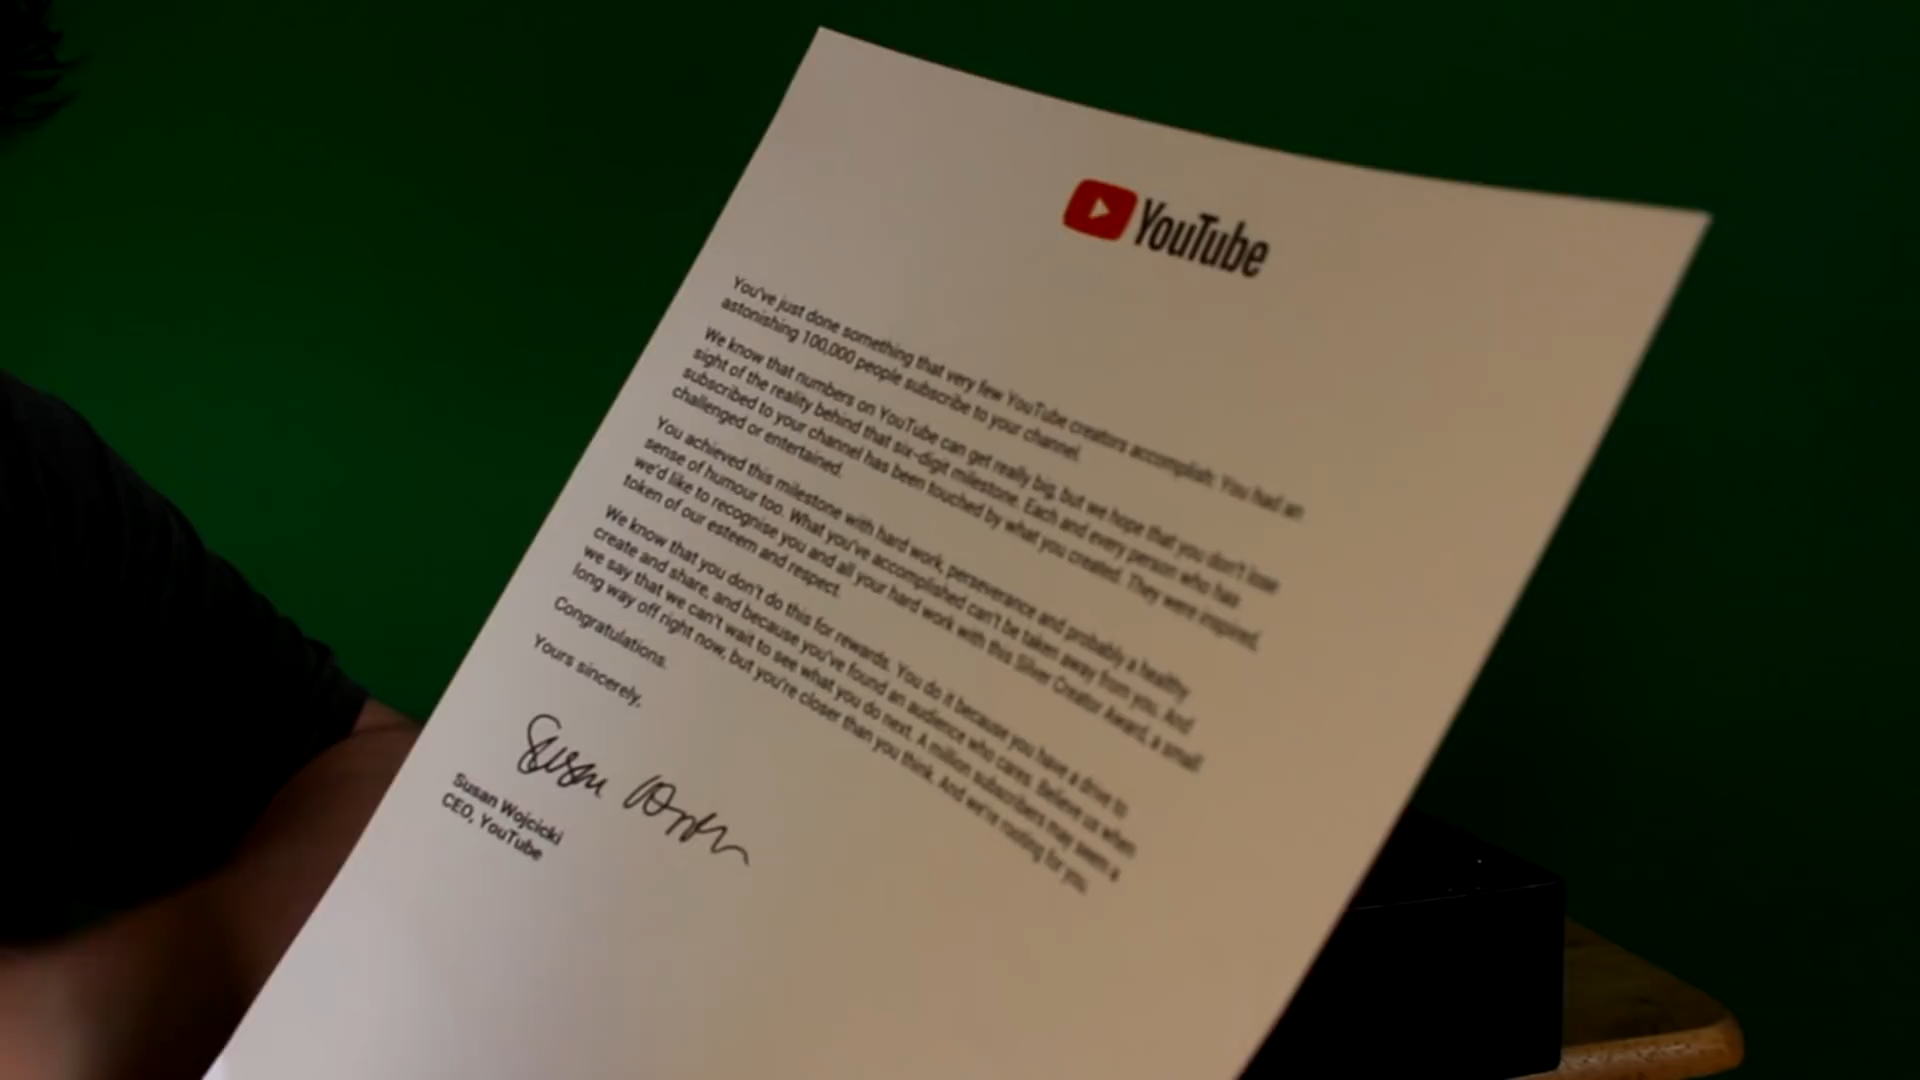 YouTube
You've just done something that very few YouTube creators accomplish: You had an
astonishing 100,000 people subscribe to your channel.
We know that numbers on YouTube can get really big, but we hope that you don't lose
sight of the reality behind that six-digit milestone. Each and every person who has
subscribed to your channel has been touched by what you created. They were inspired,
challenged or entertained.
You achieved this milestone with hard work, perseverance and probably a healthy
sense of humour too. What you've accomplished can't be taken away from you. And
we'd like to recognise you and all your hard work with this Silver Creator Award, a small
token of our esteem and respect.
We know that you don't do this for rewards. You do it because you have a drive to
create and share, and because you've found an audience who cares. Believe us when
we say that we can't wait to see what you do next. A million subscribers may seem a
long way off right now, but you're closer than you think. And we're rooting for you.
Congratulations.
Yours sincerely,
Susan Wojcicki
CEO, YouTube